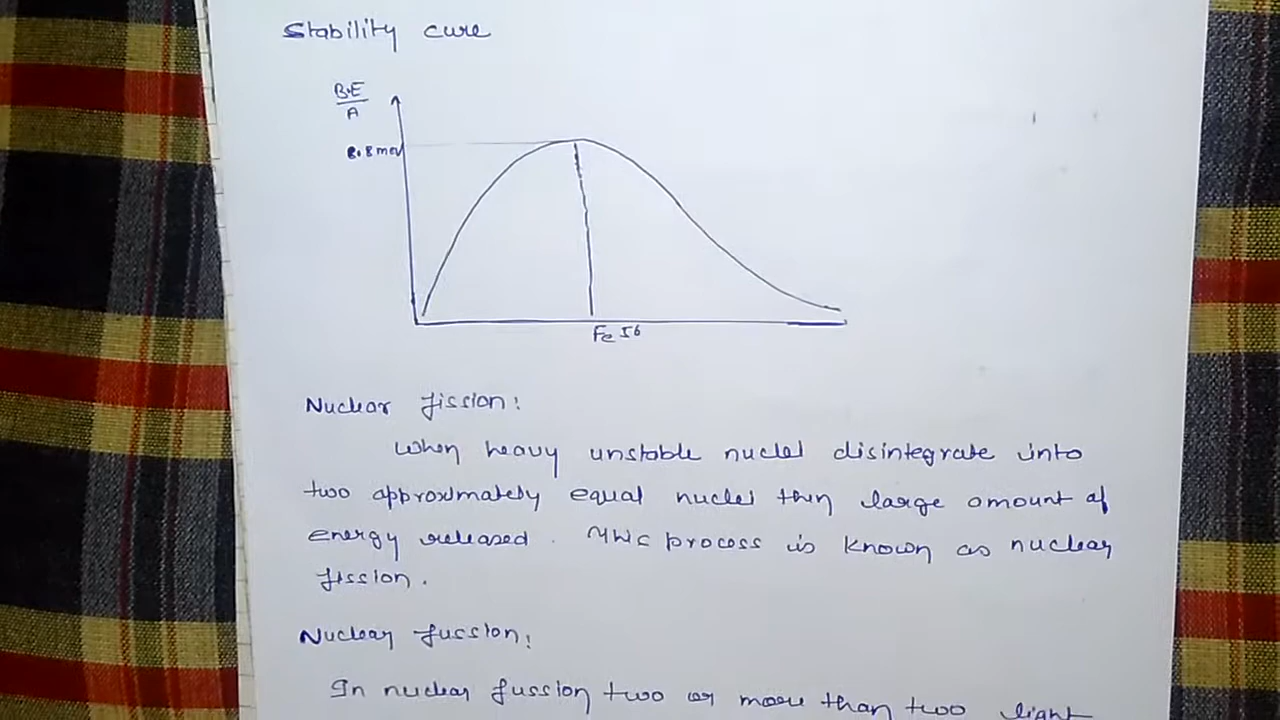 Stability cure
B.E
A
8.8 mev
Fe 56
Nuclear fission:
When heavy unstable nuclei disintegrate into
two approximately equal nuclei then large amount of
energy released. This process is known as nuclear
fission.
Nuclear fussion:
In nuclear fussion two or more than two light